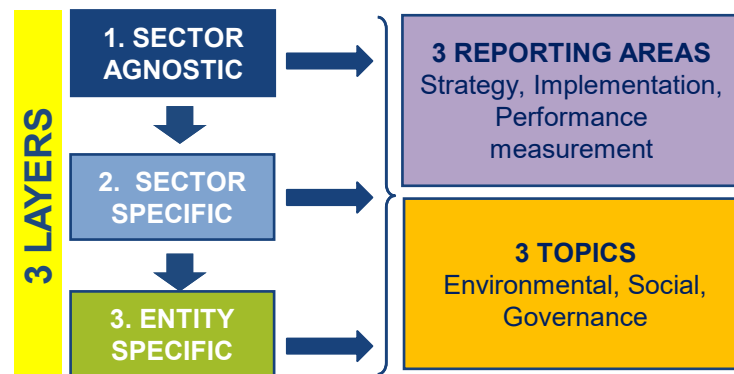 3 LAYERS
1. SECTOR
AGNOSTIC
2. SECTOR
SPECIFIC
3. ENTITY
SPECIFIC
3 REPORTING AREAS
Strategy, Implementation,
Performance
measurement
3 TOPICS
Environmental, Social,
Governance